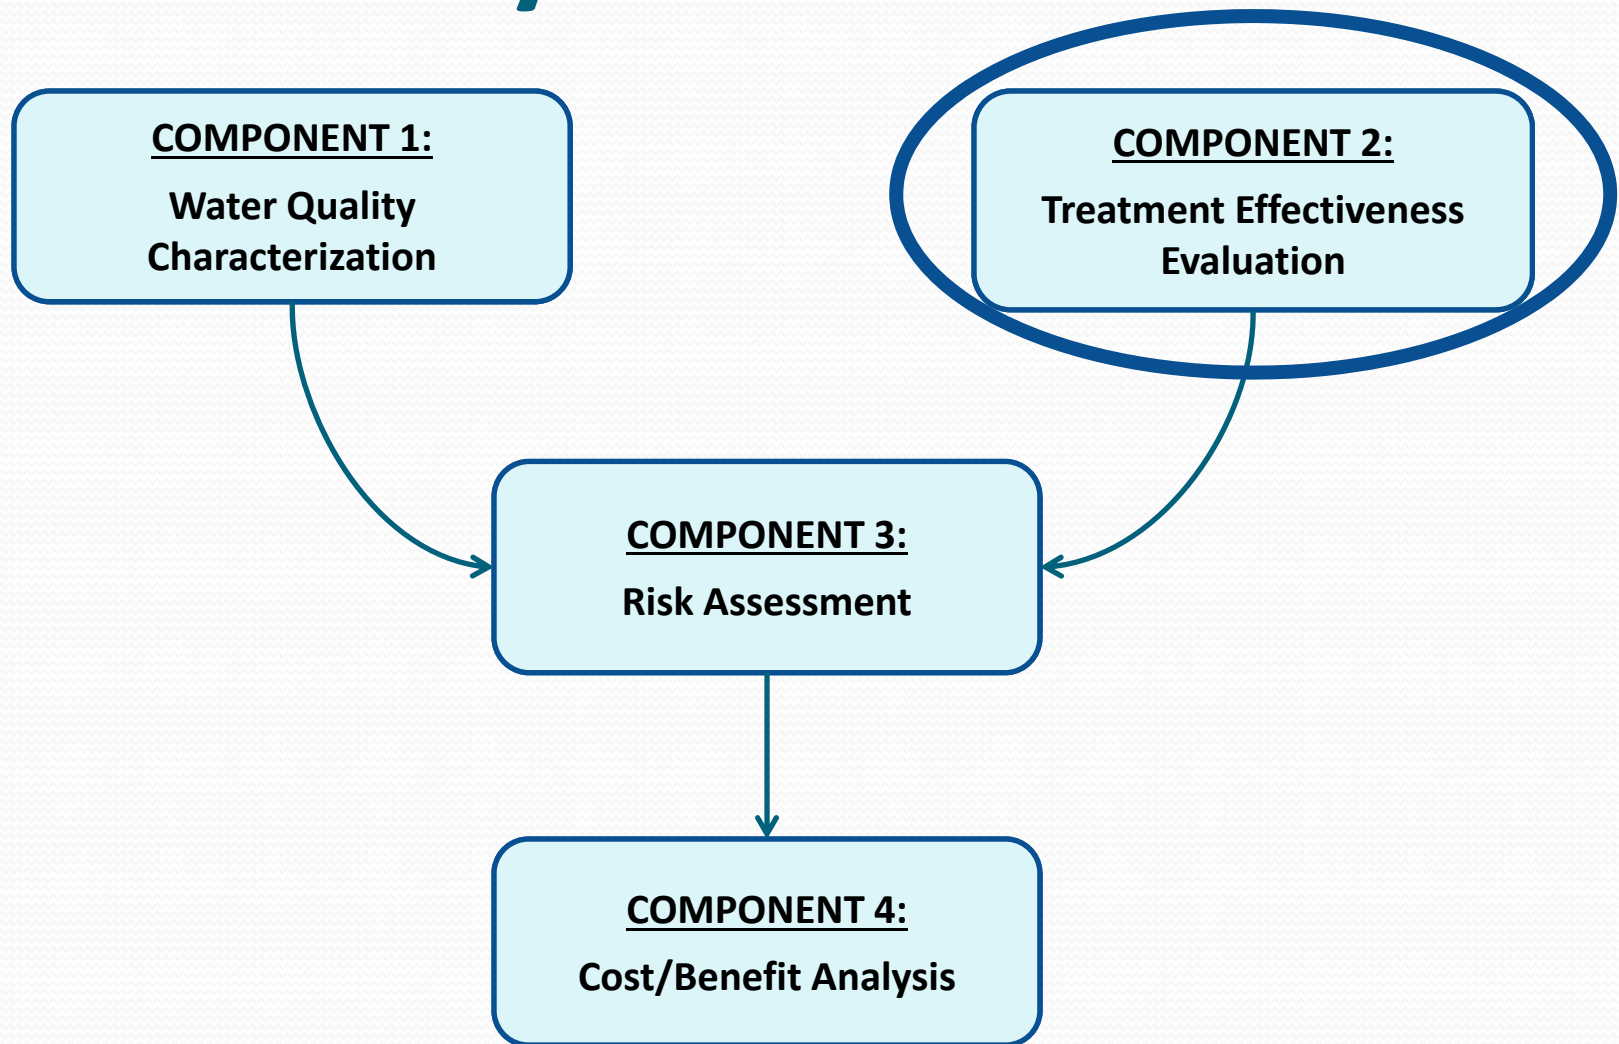 COMPONENT 1:
Water Quality
Characterization
COMPONENT 2:
Treatment Effectiveness
Evaluation
COMPONENT 3:
Risk Assessment
COMPONENT 4:
Cost/Benefit Analysis